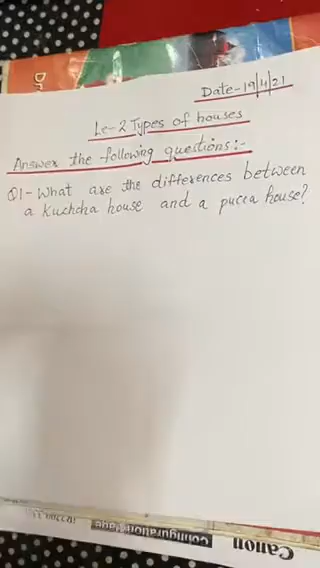 Date-19/4/21
Le-2 Types of houses
Answer the following questions:-
Q1- What are the differences between
a kuchcha house and a pucca house?
Configuration Page
Canon